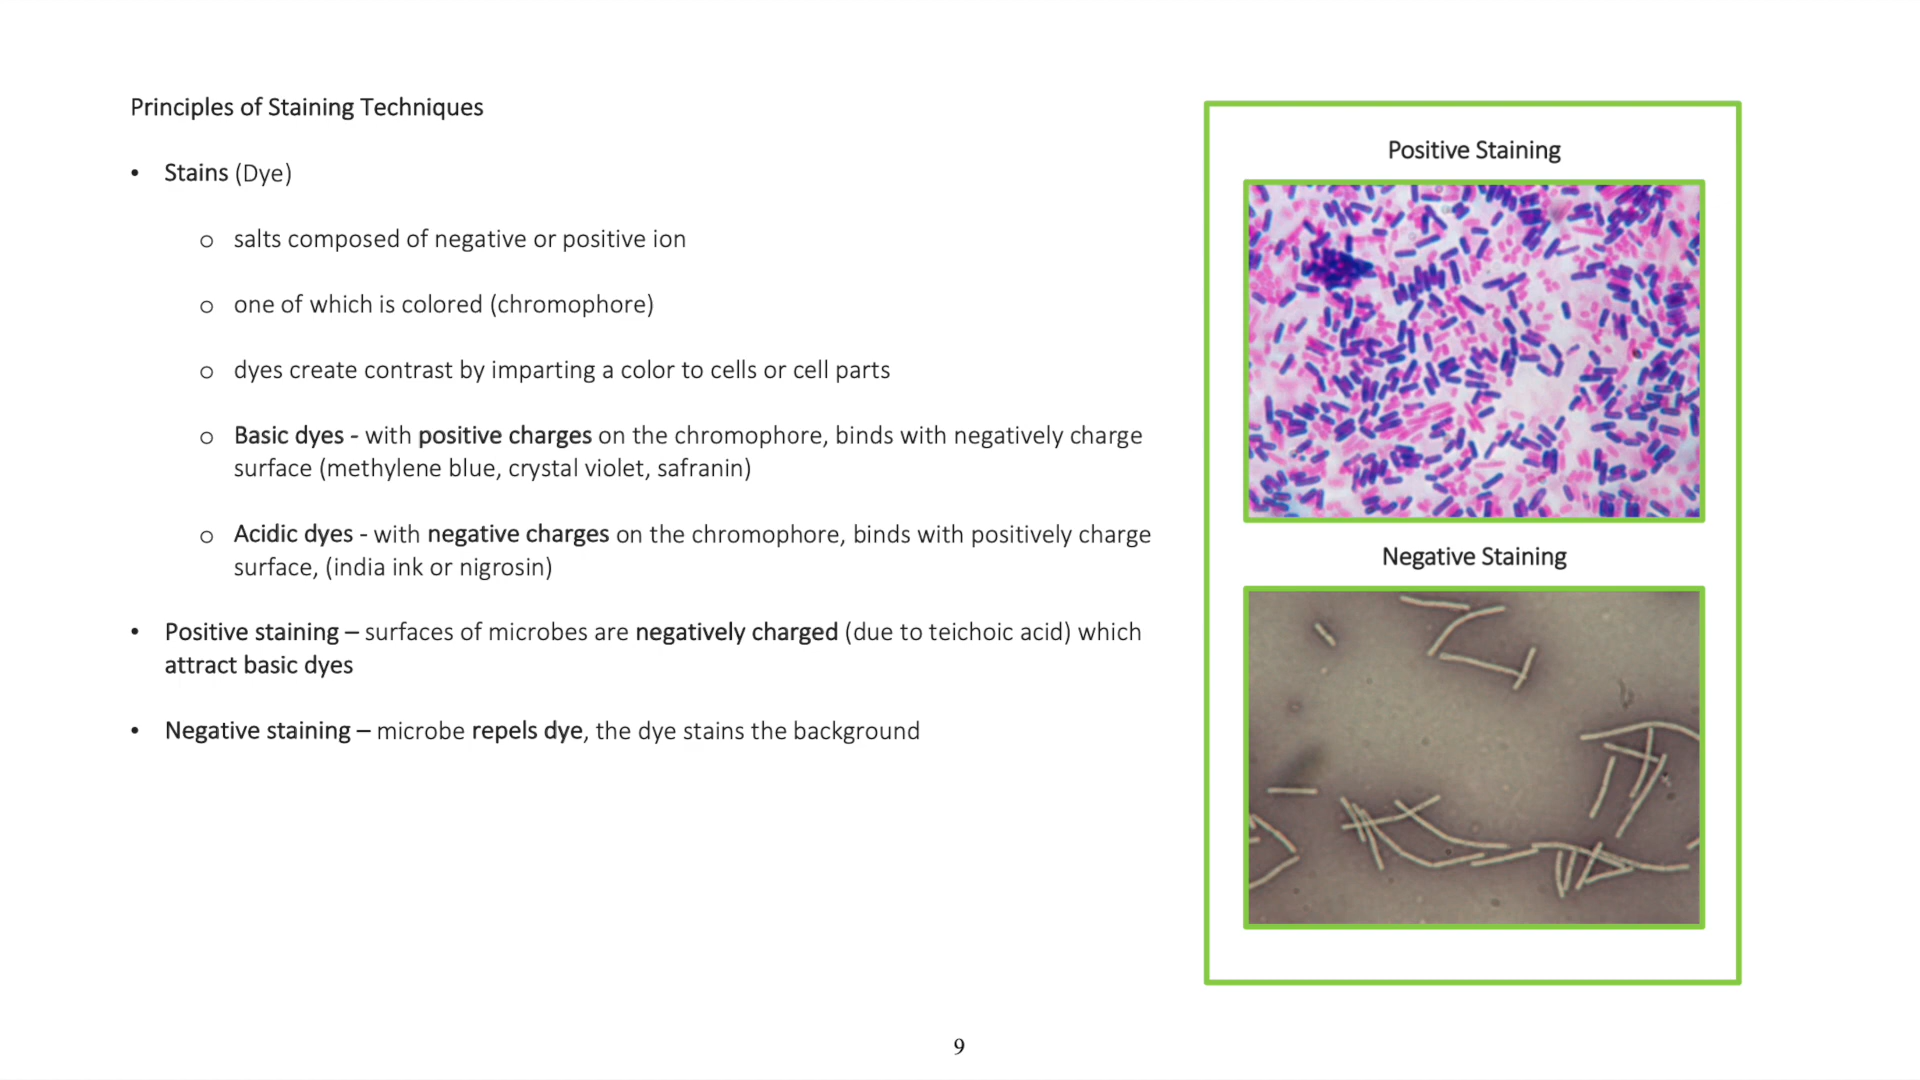 Principles of Staining Techniques
• Stains (Dye)
o salts composed of negative or positive ion
o one of which is colored (chromophore)
o dyes create contrast by imparting a color to cells or cell parts
o Basic dyes - with positive charges on the chromophore, binds with negatively charge
surface (methylene blue, crystal violet, safranin)
o Acidic dyes - with negative charges on the chromophore, binds with positively charge
surface, (india ink or nigrosin)
• Positive staining – surfaces of microbes are negatively charged (due to teichoic acid) which
attract basic dyes
• Negative staining – microbe repels dye, the dye stains the background
Positive Staining
Negative Staining
9